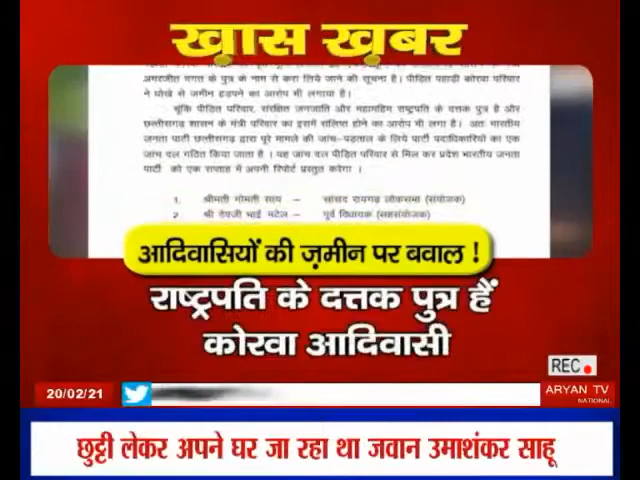 ख़ास ख़बर
अमरजीत भगत के पुत्र के नाम से करा लिये जाने की सूचना है। पीड़ित पहाड़ी कोरवा परिवार
ने धोखे से जमीन हड़पने का आरोप भी लगाया है।
चूंकि पीड़ित परिवार, संरक्षित जनजाति और महामहिम राष्ट्रपति के दत्तक पुत्र है और
छत्तीसगढ़ शासन के मंत्री परिवार का इसमें संलिप्त होने का आरोप भी लगा है। अतः भारतीय
जनता पार्टी छत्तीसगढ़ द्वारा पूरे मामले की जांच-पड़ताल के लिये पार्टी पदाधिकारियों का एक
जांच दल गठित किया जाता है । यह जांच दल पीड़ित परिवार से मिल कर प्रदेश भारतीय जनता
पार्टी को एक सप्ताह में अपनी रिपोर्ट प्रस्तुत करेगा ।
1. श्रीमती गोमती साय – सांसद रायगढ़ लोकसभा (संयोजक)
2 श्री देवजी भाई पटेल – पूर्व विधायक (सहसंयोजक)
आदिवासियों की ज़मीन पर बवाल !
राष्ट्रपति के दत्तक पुत्र हैं
कोरवा आदिवासी
REC
20/02/21
ARYAN TV
NATIONAL
छुट्टी लेकर अपने घर जा रहा था जवान उमाशंकर साहू